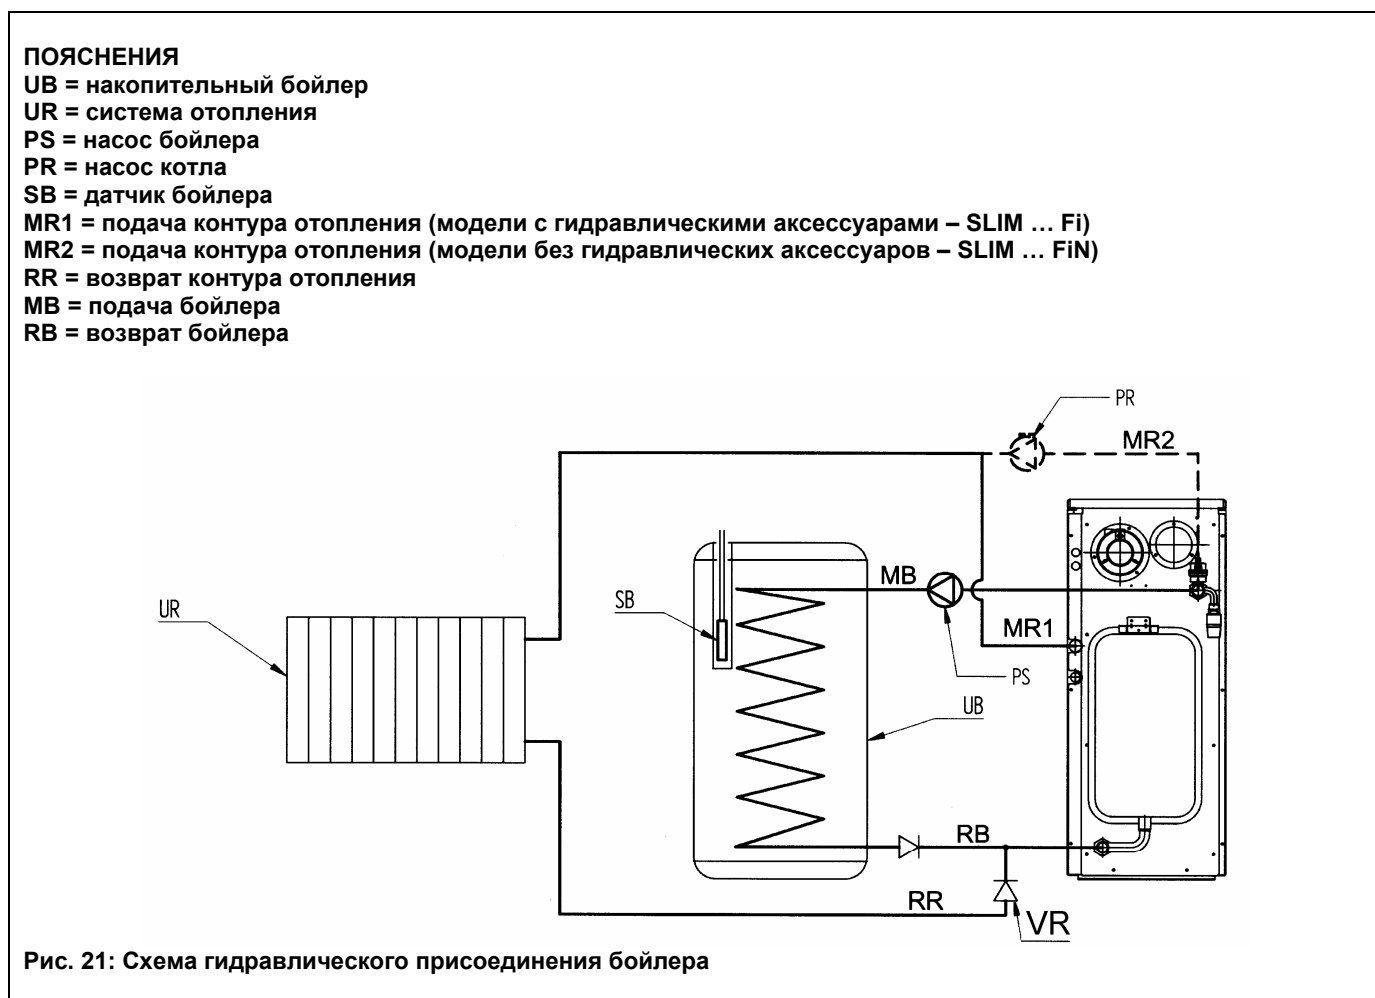 ПОЯСНЕНИЯ
UB = накопительный бойлер
UR = система отопления
PS = насос бойлера
PR = насос котла
SB = датчик бойлера
MR1 = подача контура отопления (модели с гидравлическими аксессуарами – SLIM … Fi)
MR2 = подача контура отопления (модели без гидравлических аксессуаров – SLIM … FiN)
RR = возврат контура отопления
MB = подача бойлера
RB = возврат бойлера
PR
MR2
MB
SB
UR
MR1
PS
UB
RB
RR
VR
Рис. 21: Схема гидравлического присоединения бойлера